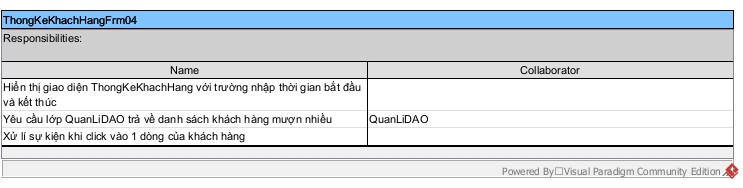 ThongKeKhachHangFrm04
Responsibilities:
Name Collaborator
Hiển thị giao diện ThongKeKhachHang với trường nhập thời gian bắt đầu
và kết thúc
Yêu cầu lớp QuanLiDAO trả về danh sách khách hàng mượn nhiều QuanLiDAO
Xử lí sự kiện khi click vào 1 dòng của khách hàng
Powered By□Visual Paradigm Community Edition